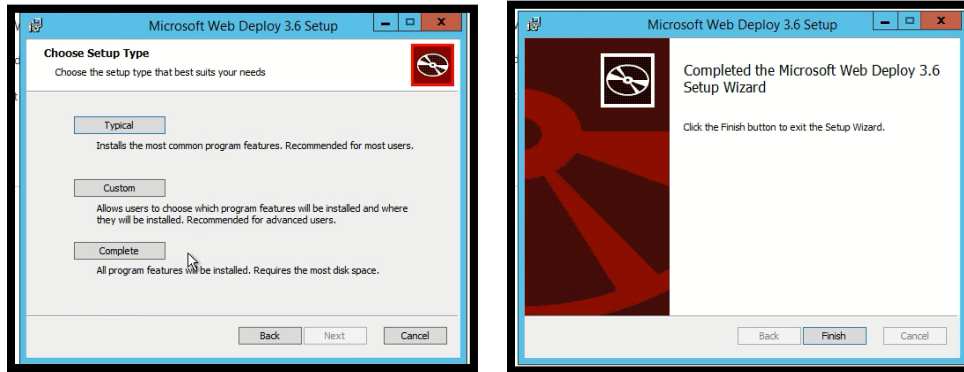 Microsoft Web Deploy 3.6 Setup
Choose Setup Type
Choose the setup type that best suits your needs
Typical
Installs the most common program features. Recommended for most users.
Custom
Allows users to choose which program features will be installed and where
they will be installed. Recommended for advanced users.
Complete
All program features will be installed. Requires the most disk space.
Back
Next
Cancel
Microsoft Web Deploy 3.6 Setup
Completed the Microsoft Web Deploy 3.6
Setup Wizard
Click the Finish button to exit the Setup Wizard.
Back
Finish
Cancel